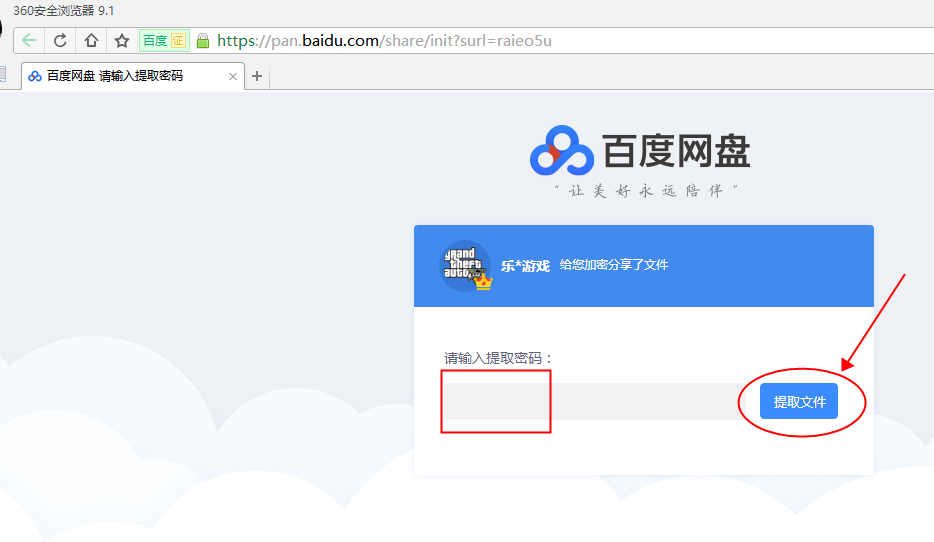 360安全浏览器 9.1
百度 证 https://pan.baidu.com/share/init?surl=raieo5u
百度网盘 请输入提取密码
百度网盘
“让美好永远陪伴”
grand
theft
auto
乐*游戏 给您加密分享了文件
请输入提取密码：
提取文件